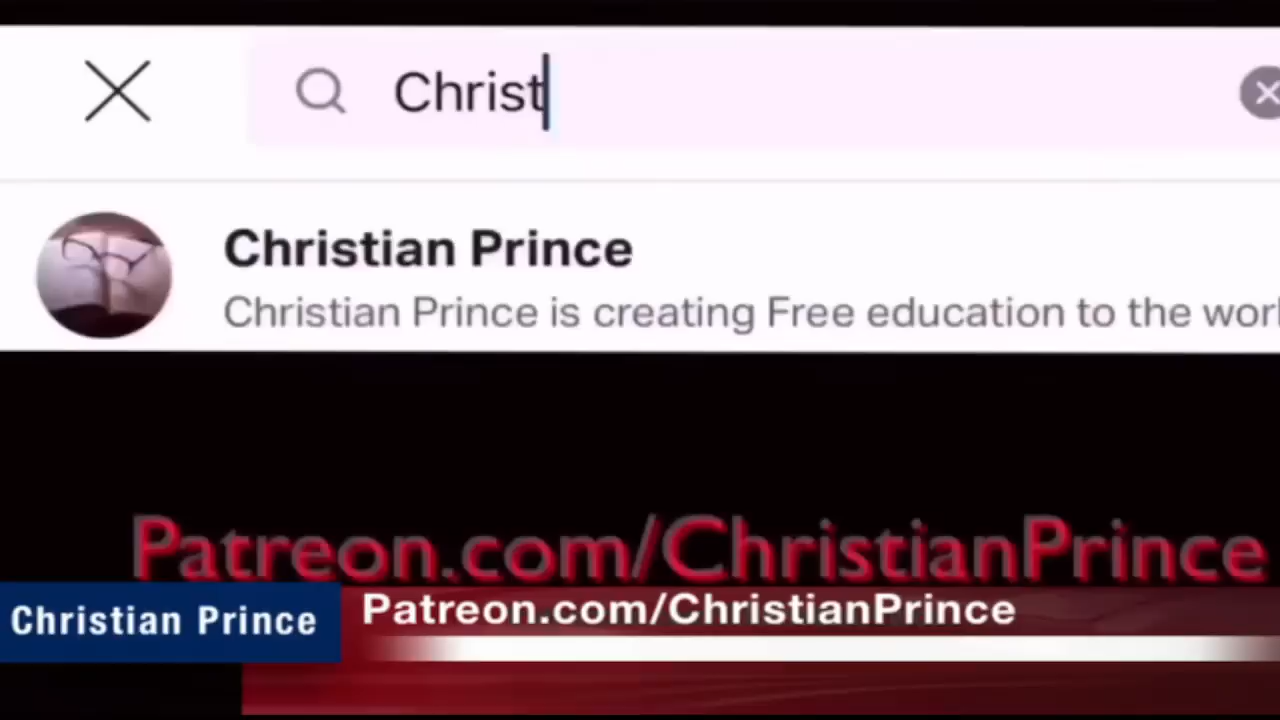 Christ
Christian Prince
Christian Prince is creating Free education to the worl
Patreon.com/ChristianPrince
Christian Prince
Patreon.com/ChristianPrince